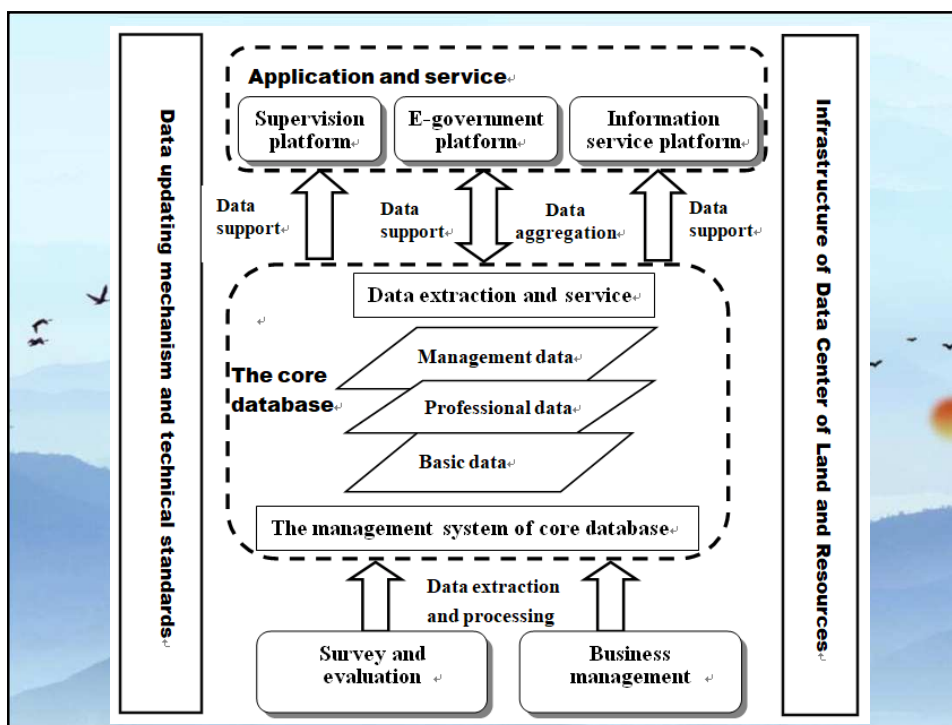 Data updating mechanism and technical standards
Application and service
Supervision
platform
E-government
platform
Information
service platform
Data
support
Data
support
Data
aggregation
Data
support
Data extraction and service
Management data
Professional data
Basic data
The core
database
The management system of core database
Data extraction
and processing
Survey and
evaluation
Business
management
Infrastructure of Data Center of Land and Resources